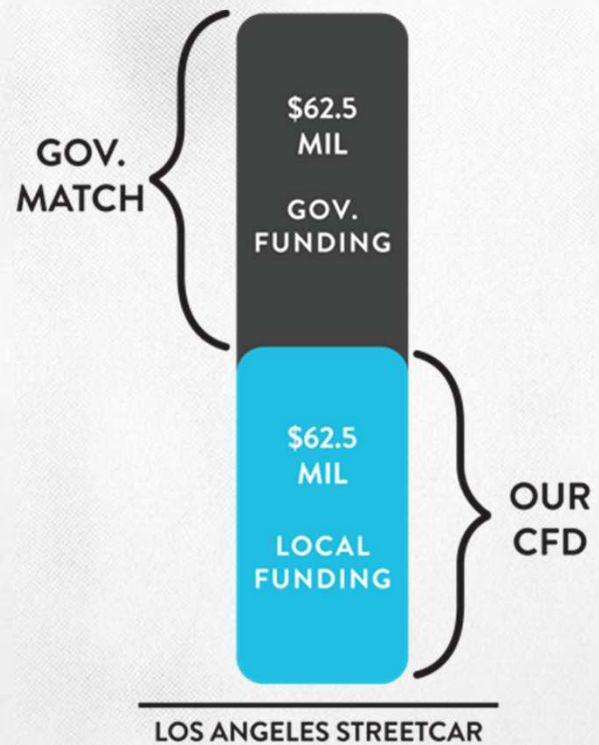 GOV.
MATCH
$62.5
MIL
GOV.
FUNDING
$62.5
MIL
LOCAL
FUNDING
OUR
CFD
LOS ANGELES STREETCAR